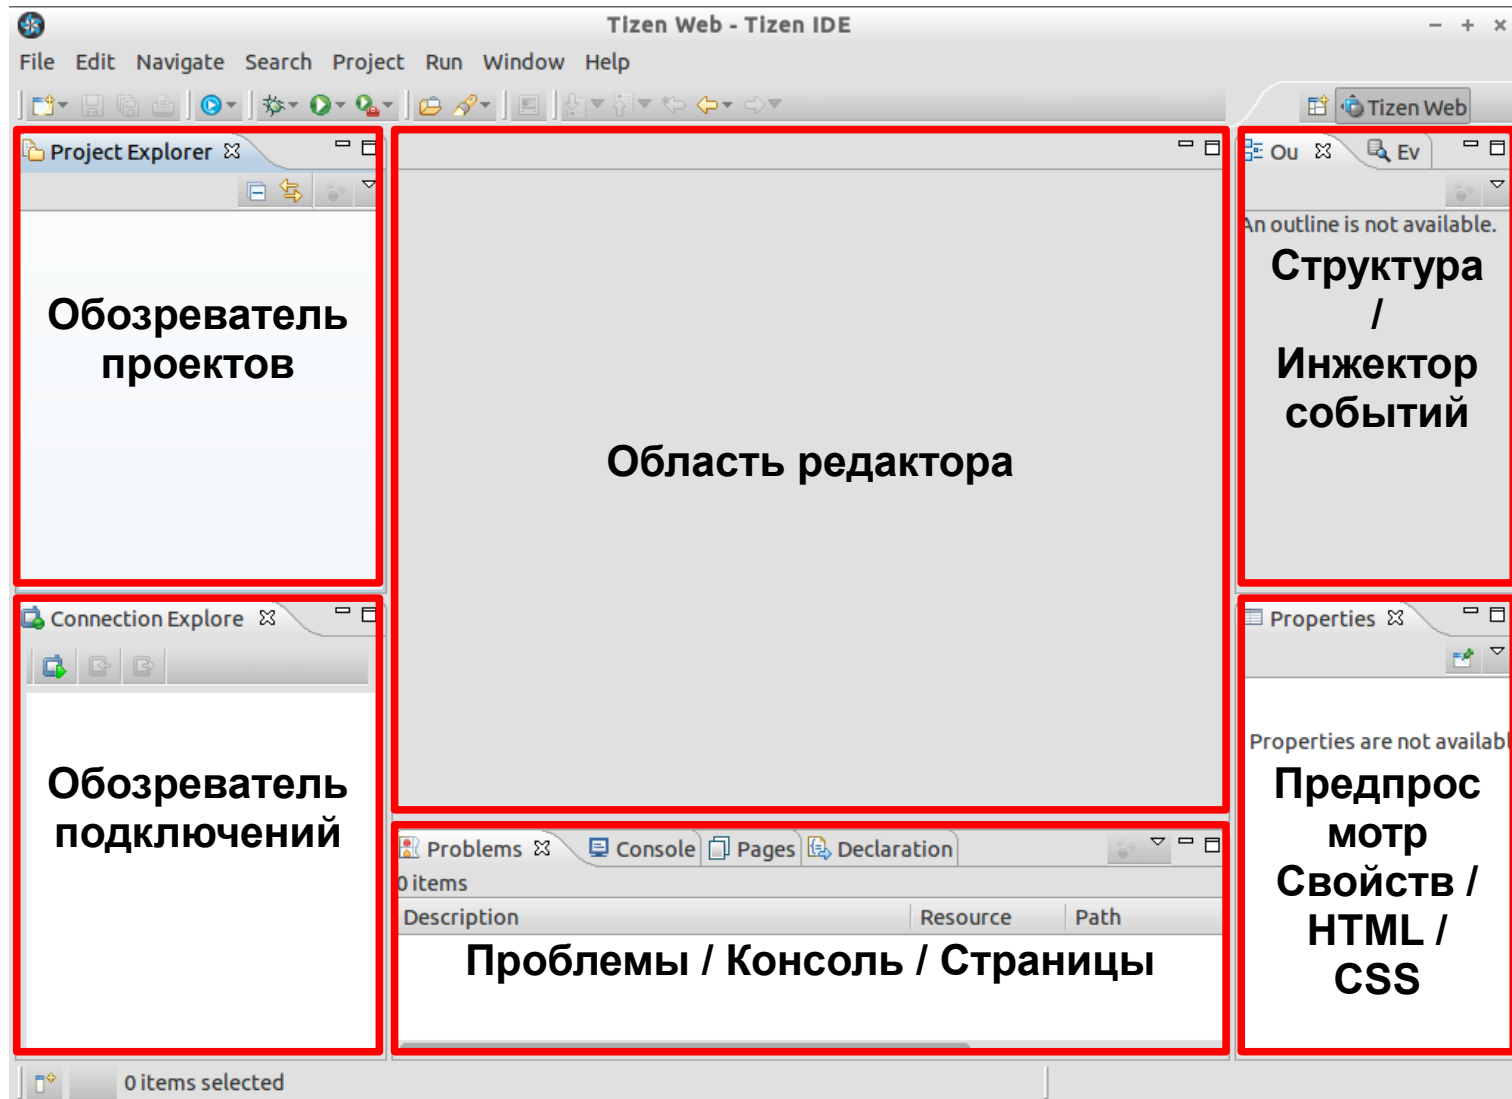 Tizen Web - Tizen IDE
File Edit Navigate Search Project Run Window Help
Tizen Web
Project Explorer
Ou Ev
An outline is not available.
Обозреватель
проектов
Область редактора
Структура
/
Инжектор
событий
Connection Explore
Обозреватель
подключений
Problems Console Pages Declaration
0 items
Description Resource Path
Проблемы / Консоль / Страницы
Properties
Properties are not availabl
Предпрос
мотр
Свойств /
HTML /
CSS
0 items selected